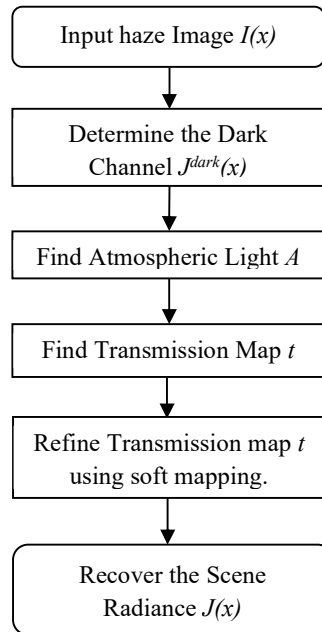 Input haze Image I(x)
Determine the Dark
Channel J^dark(x)
Find Atmospheric Light A
Find Transmission Map t
Refine Transmission map t
using soft mapping.
Recover the Scene
Radiance J(x)